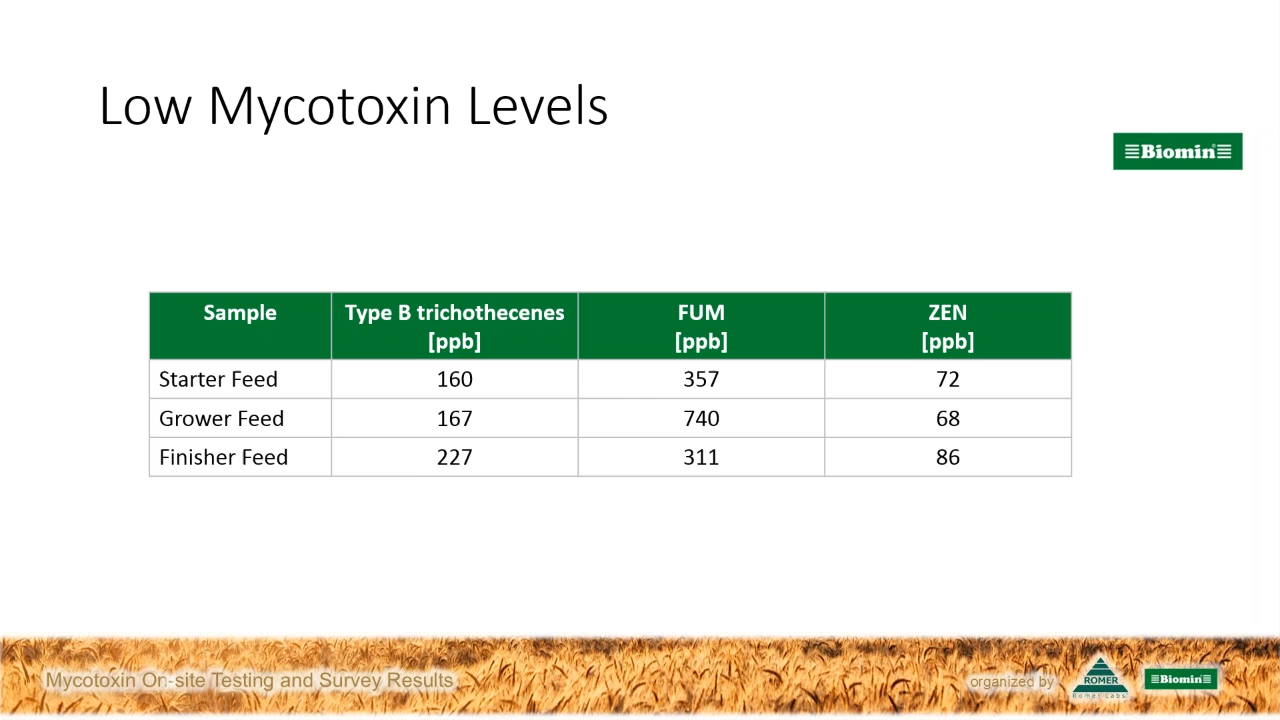 Low Mycotoxin Levels
Biomin®
Sample Type B trichothecenes FUM ZEN
[ppb] [ppb] [ppb]
Starter Feed 160 357 72
Grower Feed 167 740 68
Finisher Feed 227 311 86
Mycotoxin On-site Testing and Survey Results organized by ROMER Biomin
Romer Labs®